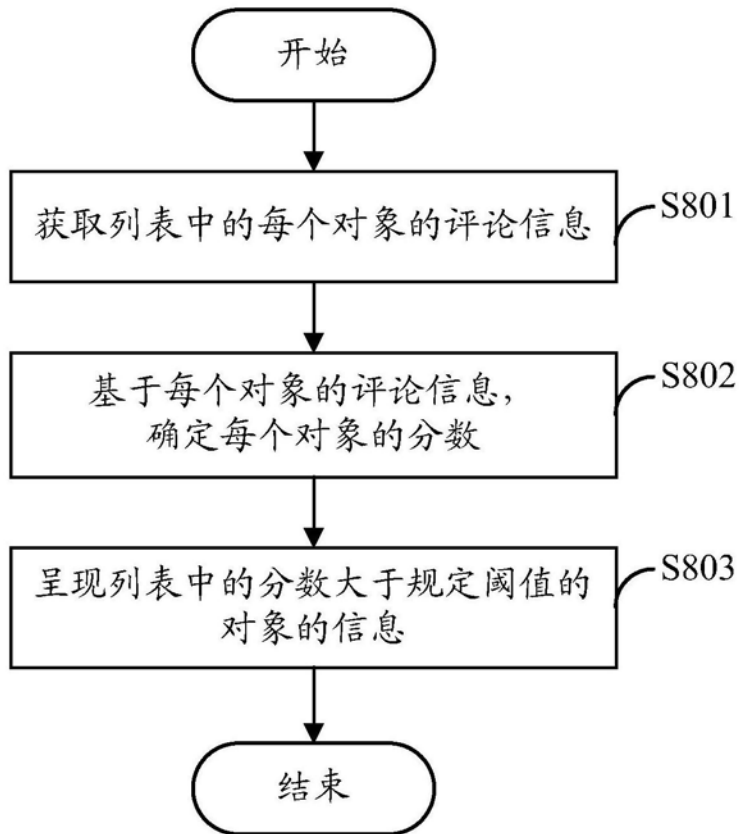 开始
获取列表中的每个对象的评论信息
S801
基于每个对象的评论信息，
确定每个对象的分数
S802
呈现列表中的分数大于规定阈值的
对象的信息
S803
结束